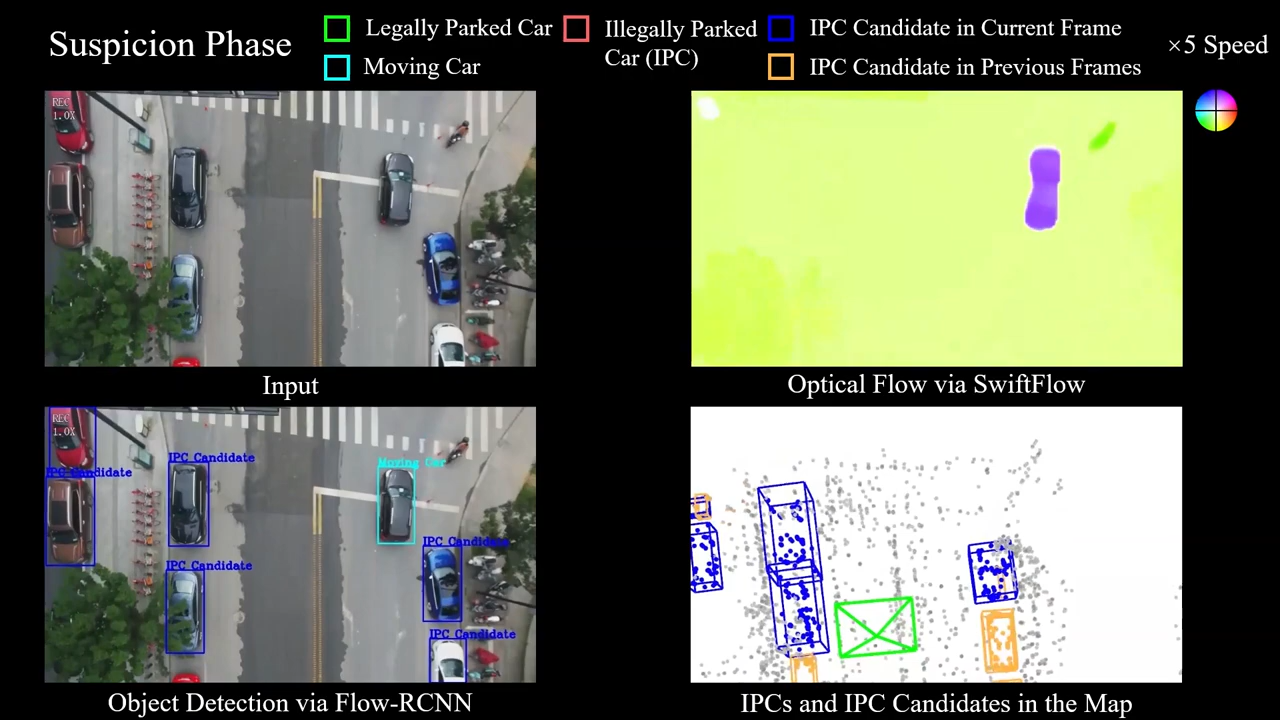 Suspicion Phase
Legally Parked Car
Moving Car
Illegally Parked
Car (IPC)
IPC Candidate in Current Frame
IPC Candidate in Previous Frames
×5 Speed
REC
1.0X
Input
Optical Flow via SwiftFlow
REC
1.0X
IPC Candidate
IPC Candidate
Moving Car
IPC Candidate
IPC Candidate
IPC Candidate
Object Detection via Flow-RCNN
IPCs and IPC Candidates in the Map